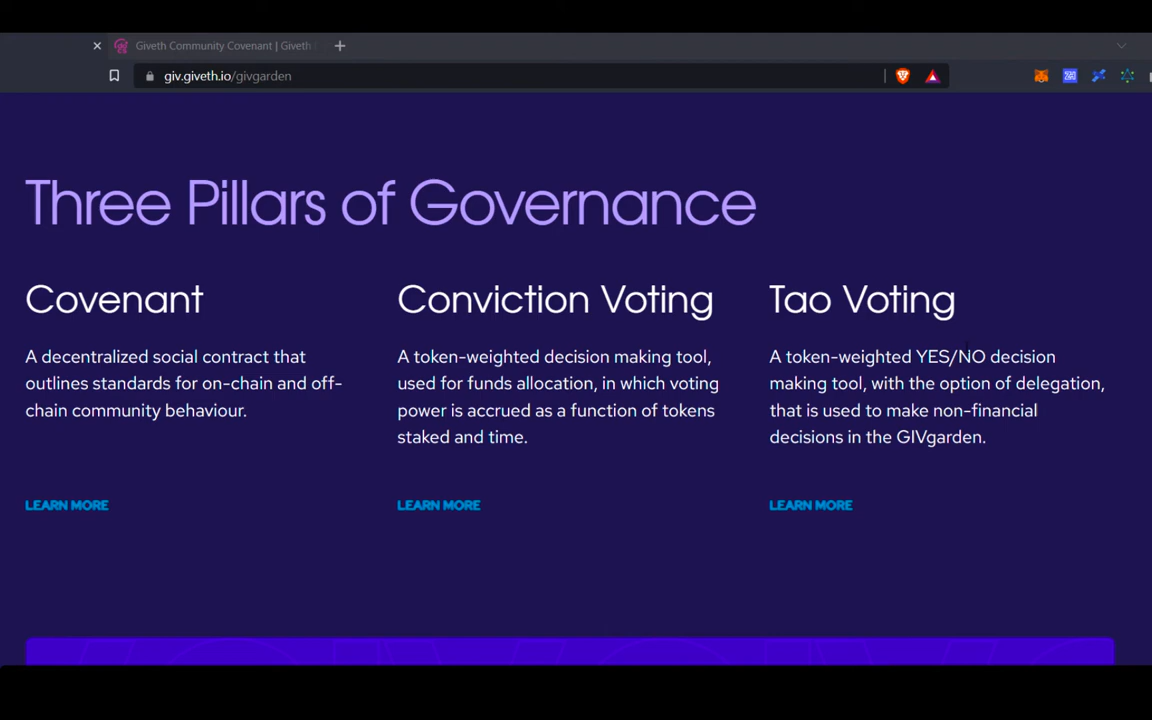 Giveth Community Covenant | Giveth
giv.giveth.io/givgarden
Three Pillars of Governance
Covenant
A decentralized social contract that
outlines standards for on-chain and off-
chain community behaviour.
LEARN MORE
Conviction Voting
A token-weighted decision making tool,
used for funds allocation, in which voting
power is accrued as a function of tokens
staked and time.
LEARN MORE
Tao Voting
A token-weighted YES/NO decision
making tool, with the option of delegation,
that is used to make non-financial
decisions in the GIVgarden.
LEARN MORE